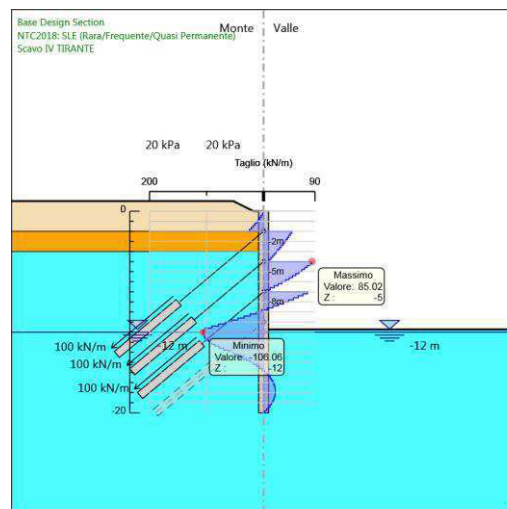 Base Design Section
NTC2018: SLE (Rara/Frequente/Quasi Permanente)
Scavo IV TIRANTE
Monte
Valle
20 kPa
20 kPa
Taglio (kN/m)
200
90
0
-2m
-5m
-8m
Massimo
Valore: 85.02
Z : -5
Minimo
Valore: -106.06
Z : -12
-12 m
-12 m
100 kN/m
100 kN/m
100 kN/m
-20